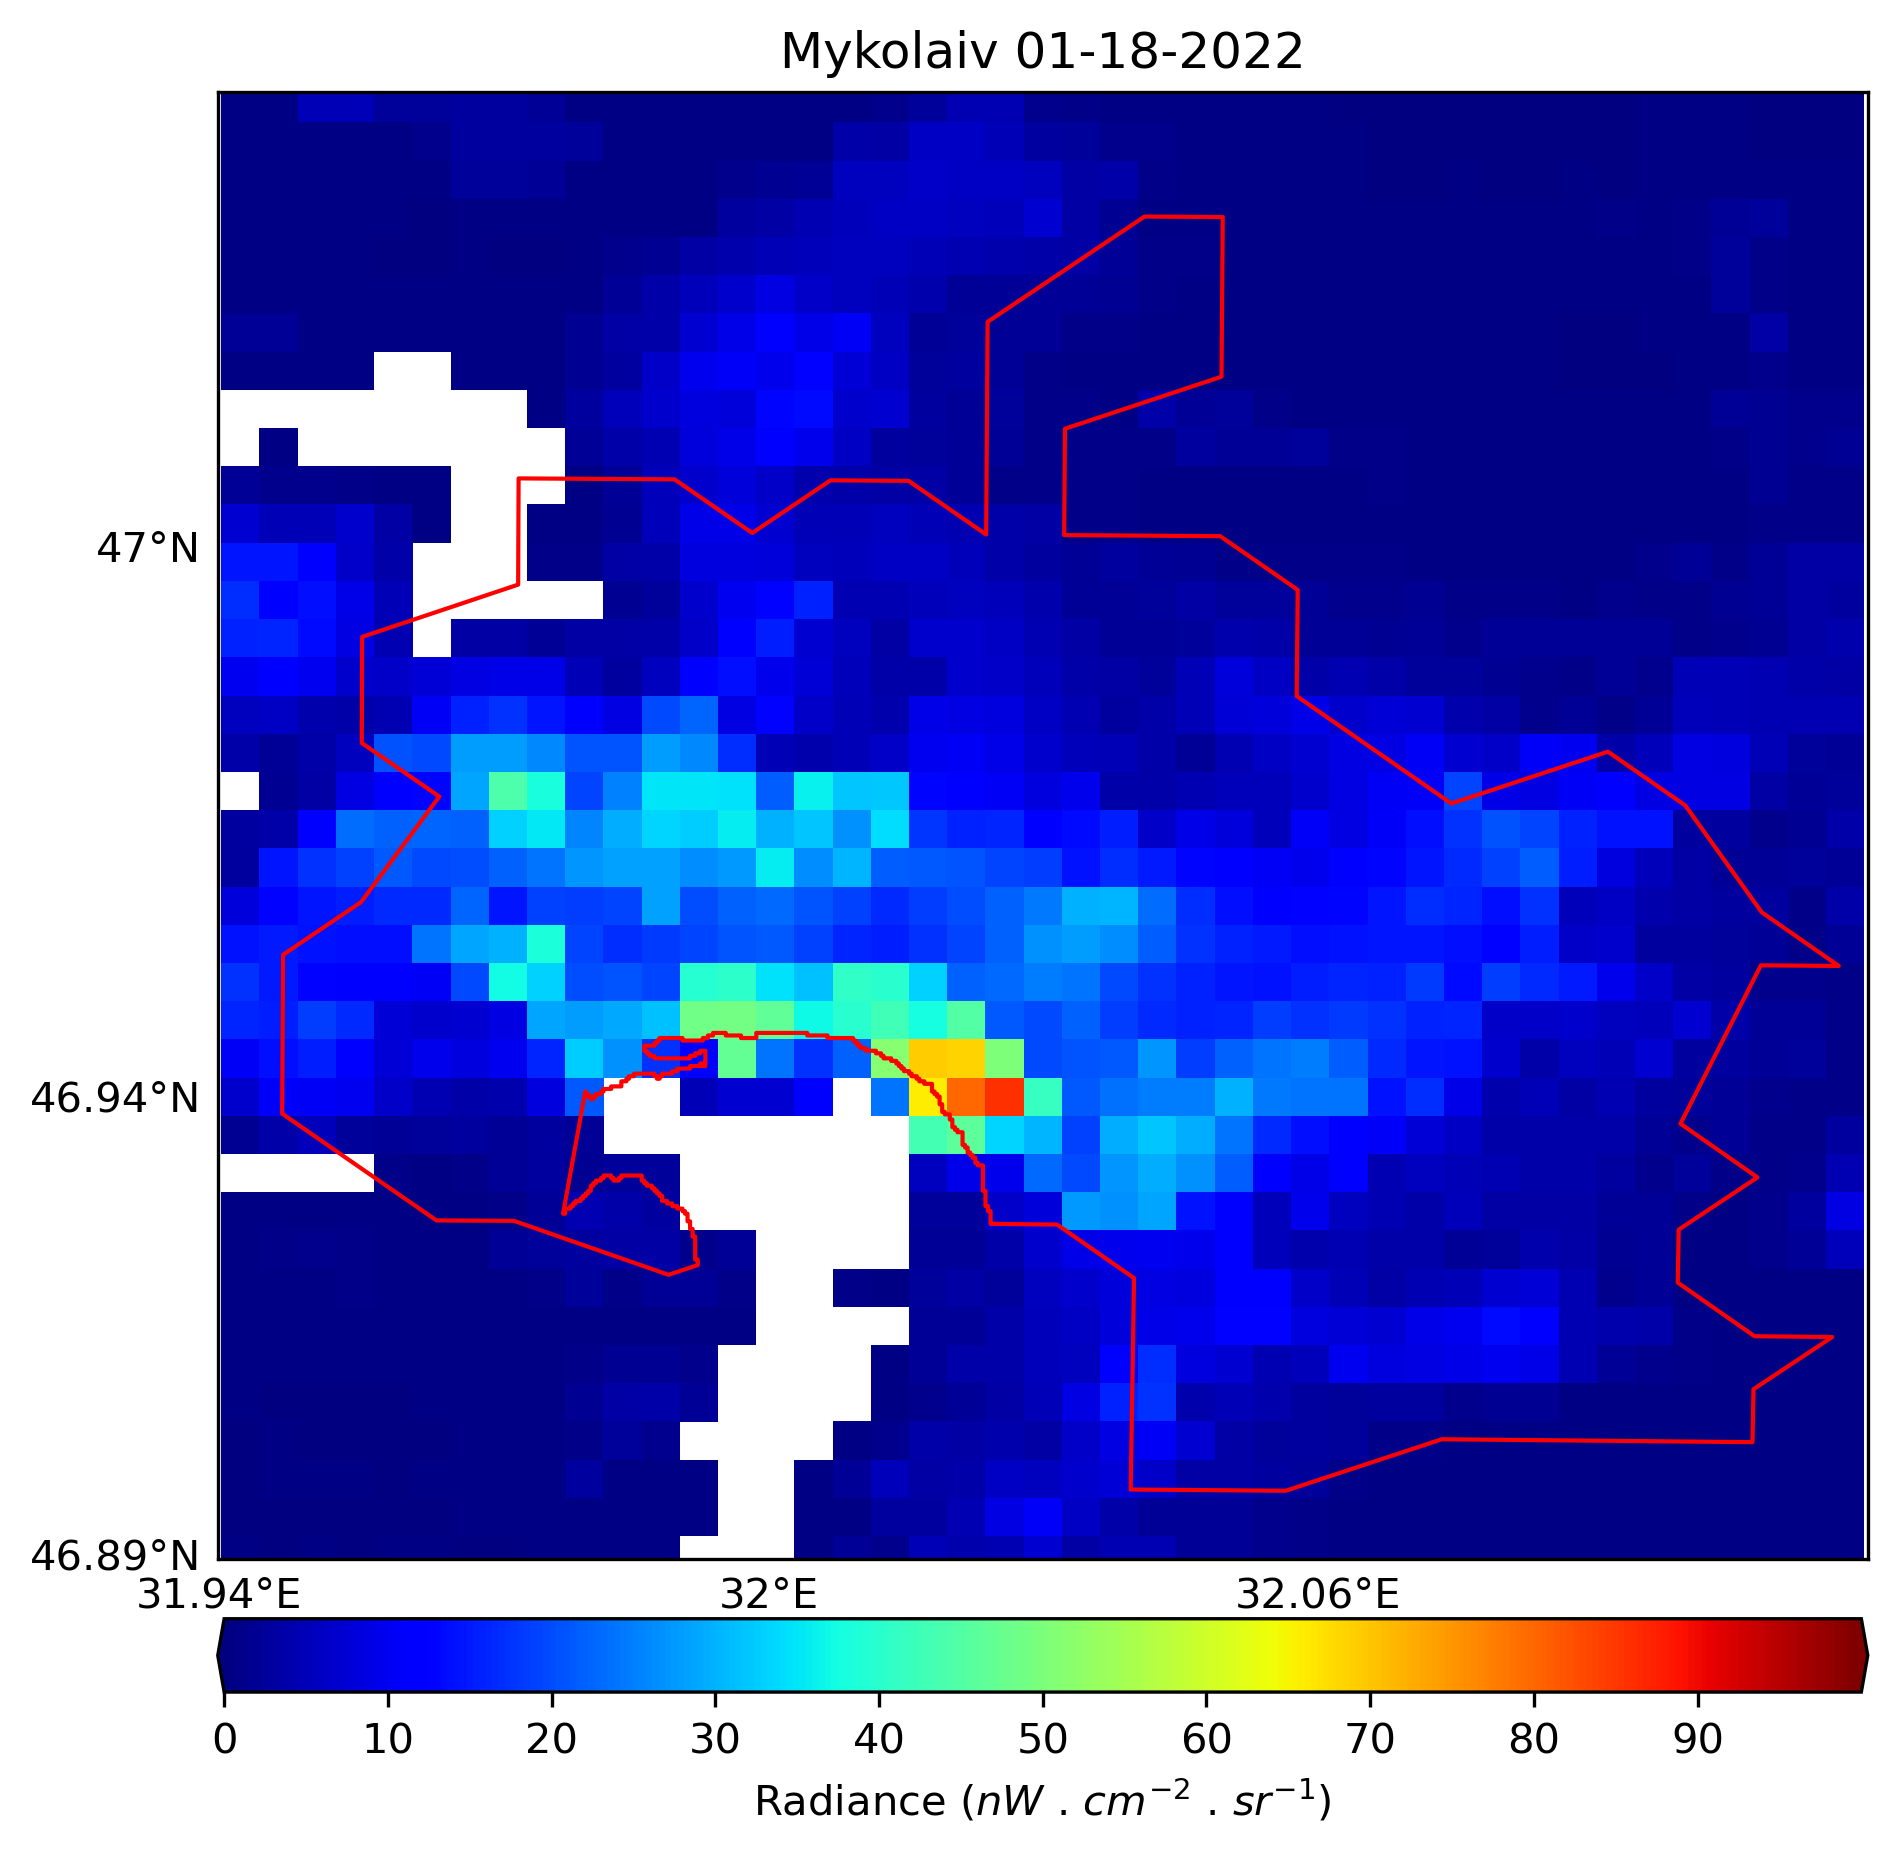 Mykolaiv 01-18-2022
47°N
46.94°N
46.89°N
31.94°E 32°E 32.06°E
0 10 20 30 40 50 60 70 80 90
Radiance (nW . cm⁻² . sr⁻¹)